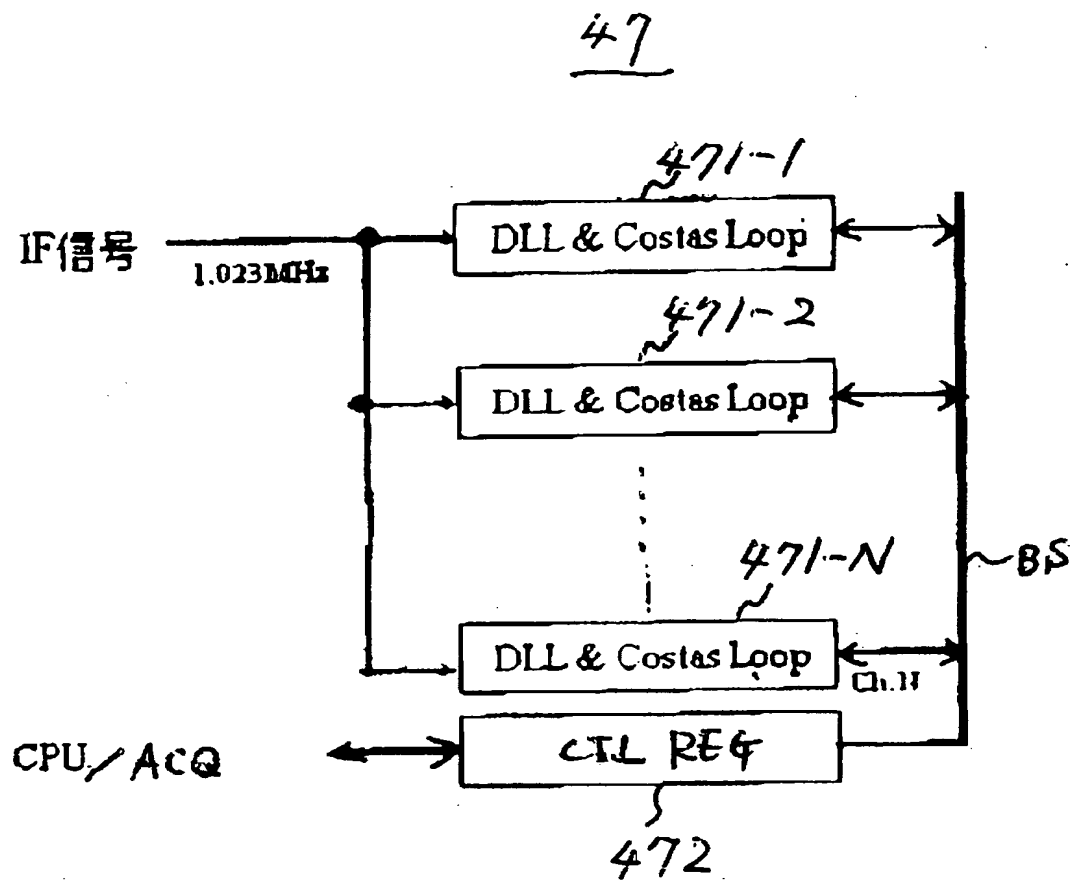 47
471-1
IF信号
1.023MHz
DLL & Costas Loop
471-2
DLL & Costas Loop
471-N
BS
DLL & Costas Loop
Ch.N
CPU/ACQ
CTL REG
472